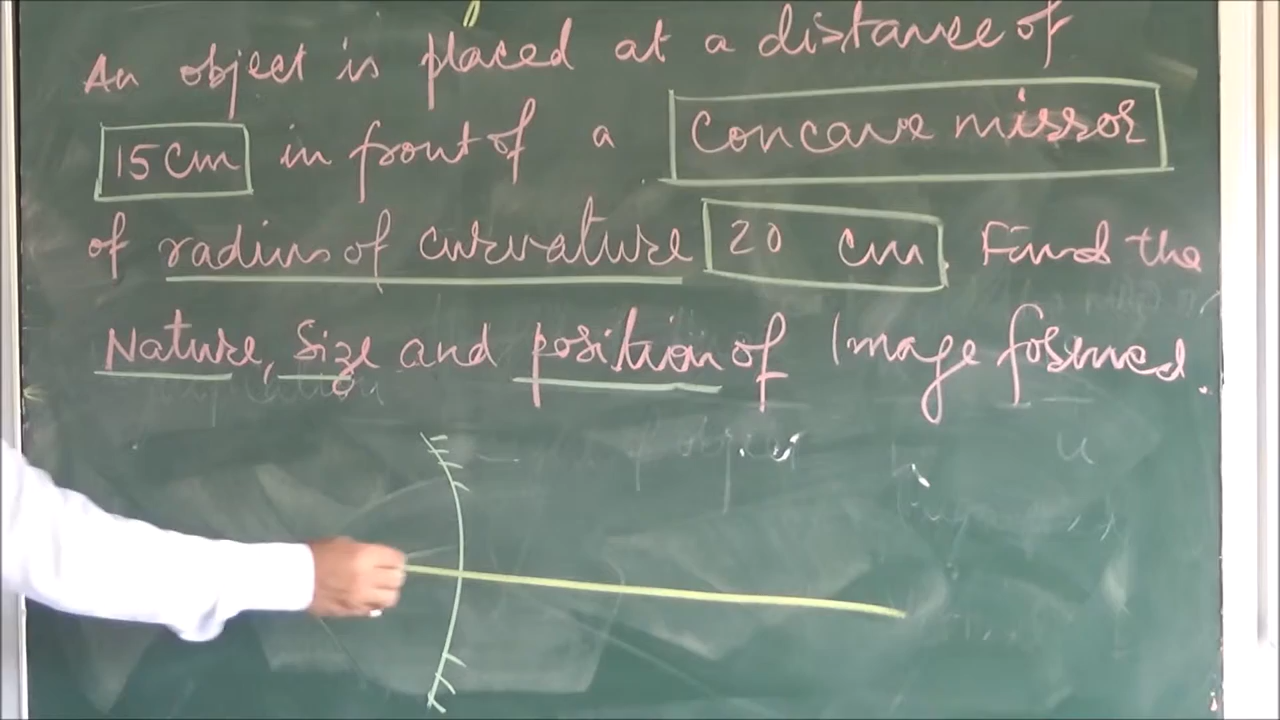 An object is placed at a distance of
15 cm in front of a Concave mirror
of radius of curvature 20 cm. Find the
Nature, Size and position of Image formed.
u